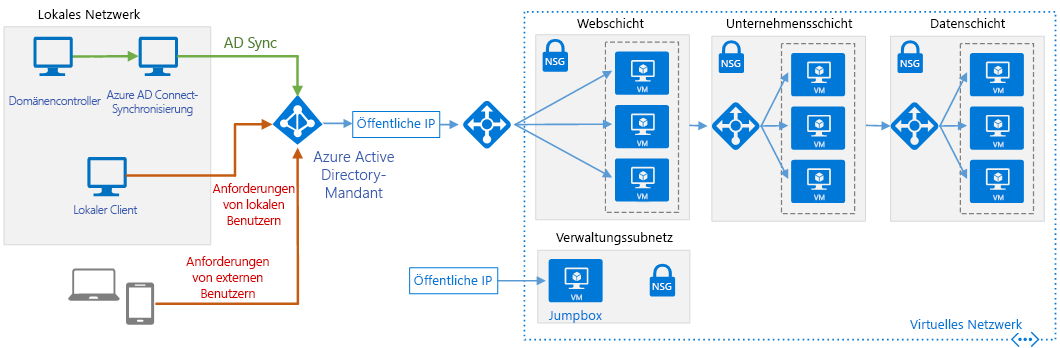 Lokales Netzwerk
AD Sync
Domänencontroller
Azure AD Connect-
Synchronisierung
Lokaler Client
Anforderungen
von lokalen
Benutzern
Anforderungen
von externen
Benutzern
Azure Active
Directory-
Mandant
Öffentliche IP
Webschicht
NSG
VM
VM
VM
Unternehmensschicht
NSG
VM
VM
VM
Datenschicht
NSG
VM
VM
VM
Verwaltungssubnetz
Öffentliche IP
VM
Jumpbox
NSG
Virtuelles Netzwerk